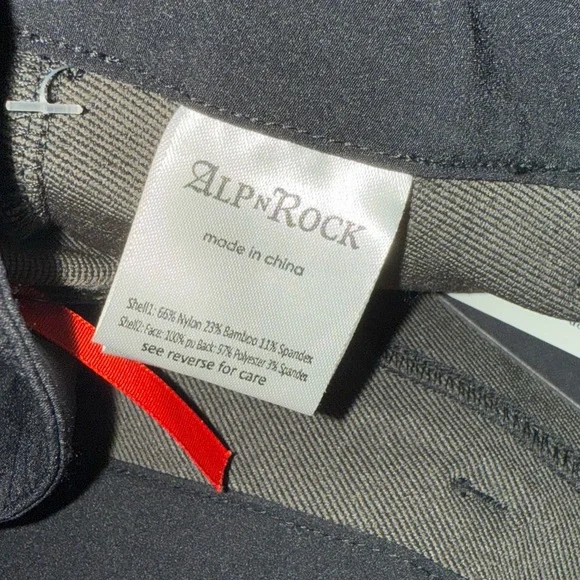 ALPNROCK
made in china
Shell1: 66% Nylon 23% Bamboo 11% Spandex
Shell2: Face: 100% pu Back: 97% Polyester 3% Spandex
see reverse for care